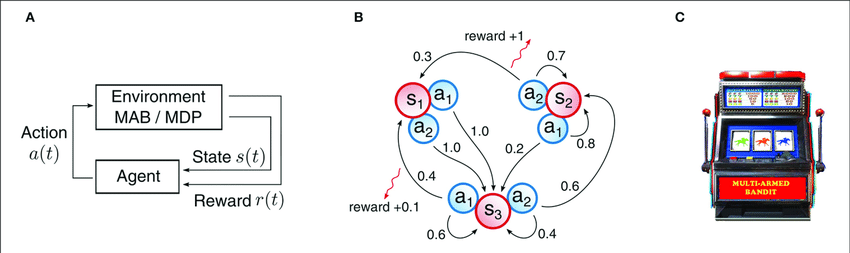 A
Environment
MAB / MDP
Action
a(t)
Agent
State s(t)
Reward r(t)
B
reward +1
0.3
0.7
s1
a1
a2
a2
s2
a1
1.0
1.0
0.2
0.8
0.4
0.6
reward +0.1
a1
a2
s3
0.6
0.4
C
MULTI-ARMED
BANDIT